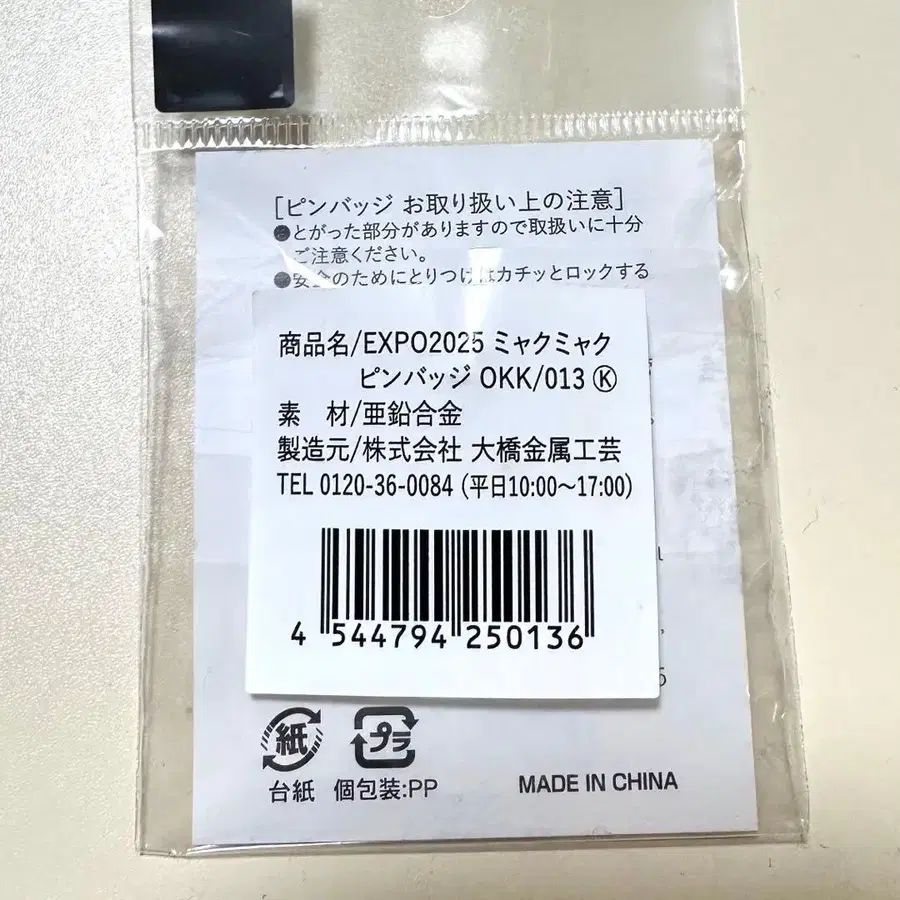 [ピンバッジ お取り扱い上の注意]
●とがった部分がありますので取扱いに十分
ご注意ください。
●安全のためにとりつけはカチッとロックする
商品名/EXPO2025 ミャクミャク
ピンバッジ OKK/013 Ⓚ
素 材/亜鉛合金
製造元/株式会社 大橋金属工芸
TEL 0120-36-0084 (平日10:00〜17:00)
4 544794 250136
紙 プラ
台紙 個包装:PP
MADE IN CHINA